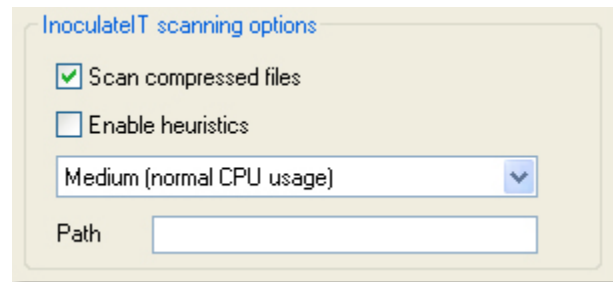 InoculateIT scanning options
Scan compressed files
Enable heuristics
Medium (normal CPU usage)
Path